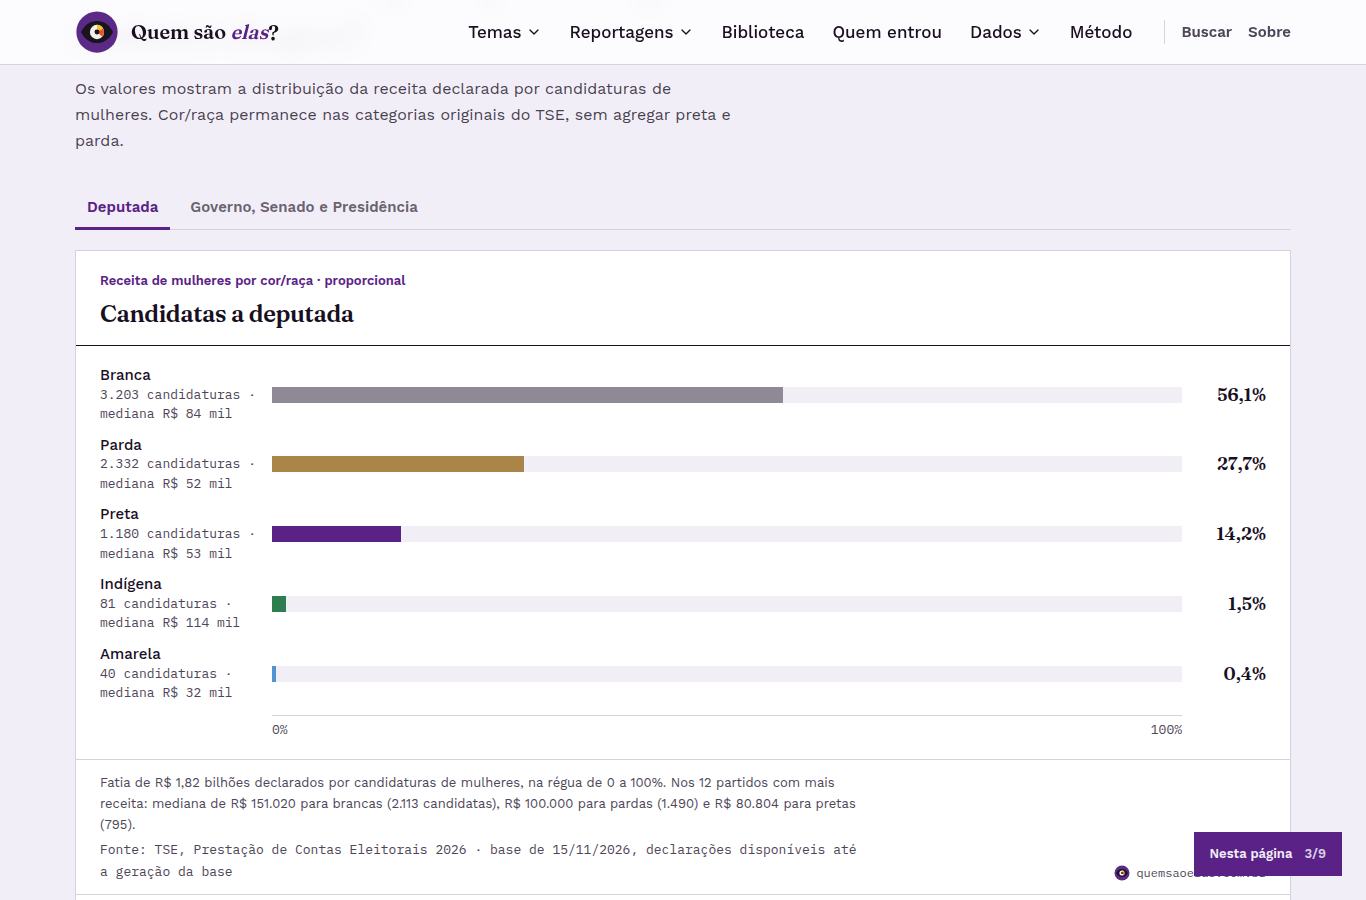 Quem são elas?
Temas
Reportagens
Biblioteca
Quem entrou
Dados
Método
Buscar
Sobre
Os valores mostram a distribuição da receita declarada por candidaturas de
mulheres. Cor/raça permanece nas categorias originais do TSE, sem agregar preta e
parda.
Deputada
Governo, Senado e Presidência
Receita de mulheres por cor/raça · proporcional
Candidatas a deputada
Branca
3.203 candidaturas ·
mediana R$ 84 mil
56,1%
Parda
2.332 candidaturas ·
mediana R$ 52 mil
27,7%
Preta
1.180 candidaturas ·
mediana R$ 53 mil
14,2%
Indígena
81 candidaturas ·
mediana R$ 114 mil
1,5%
Amarela
40 candidaturas ·
mediana R$ 32 mil
0,4%
0%
100%
Fatia de R$ 1,82 bilhões declarados por candidaturas de mulheres, na régua de 0 a 100%. Nos 12 partidos com mais
receita: mediana de R$ 151.020 para brancas (2.113 candidatas), R$ 100.000 para pardas (1.490) e R$ 80.804 para pretas
(795).
Fonte: TSE, Prestação de Contas Eleitorais 2026 · base de 15/11/2026, declarações disponíveis até
a geração da base
Nesta página 3/9